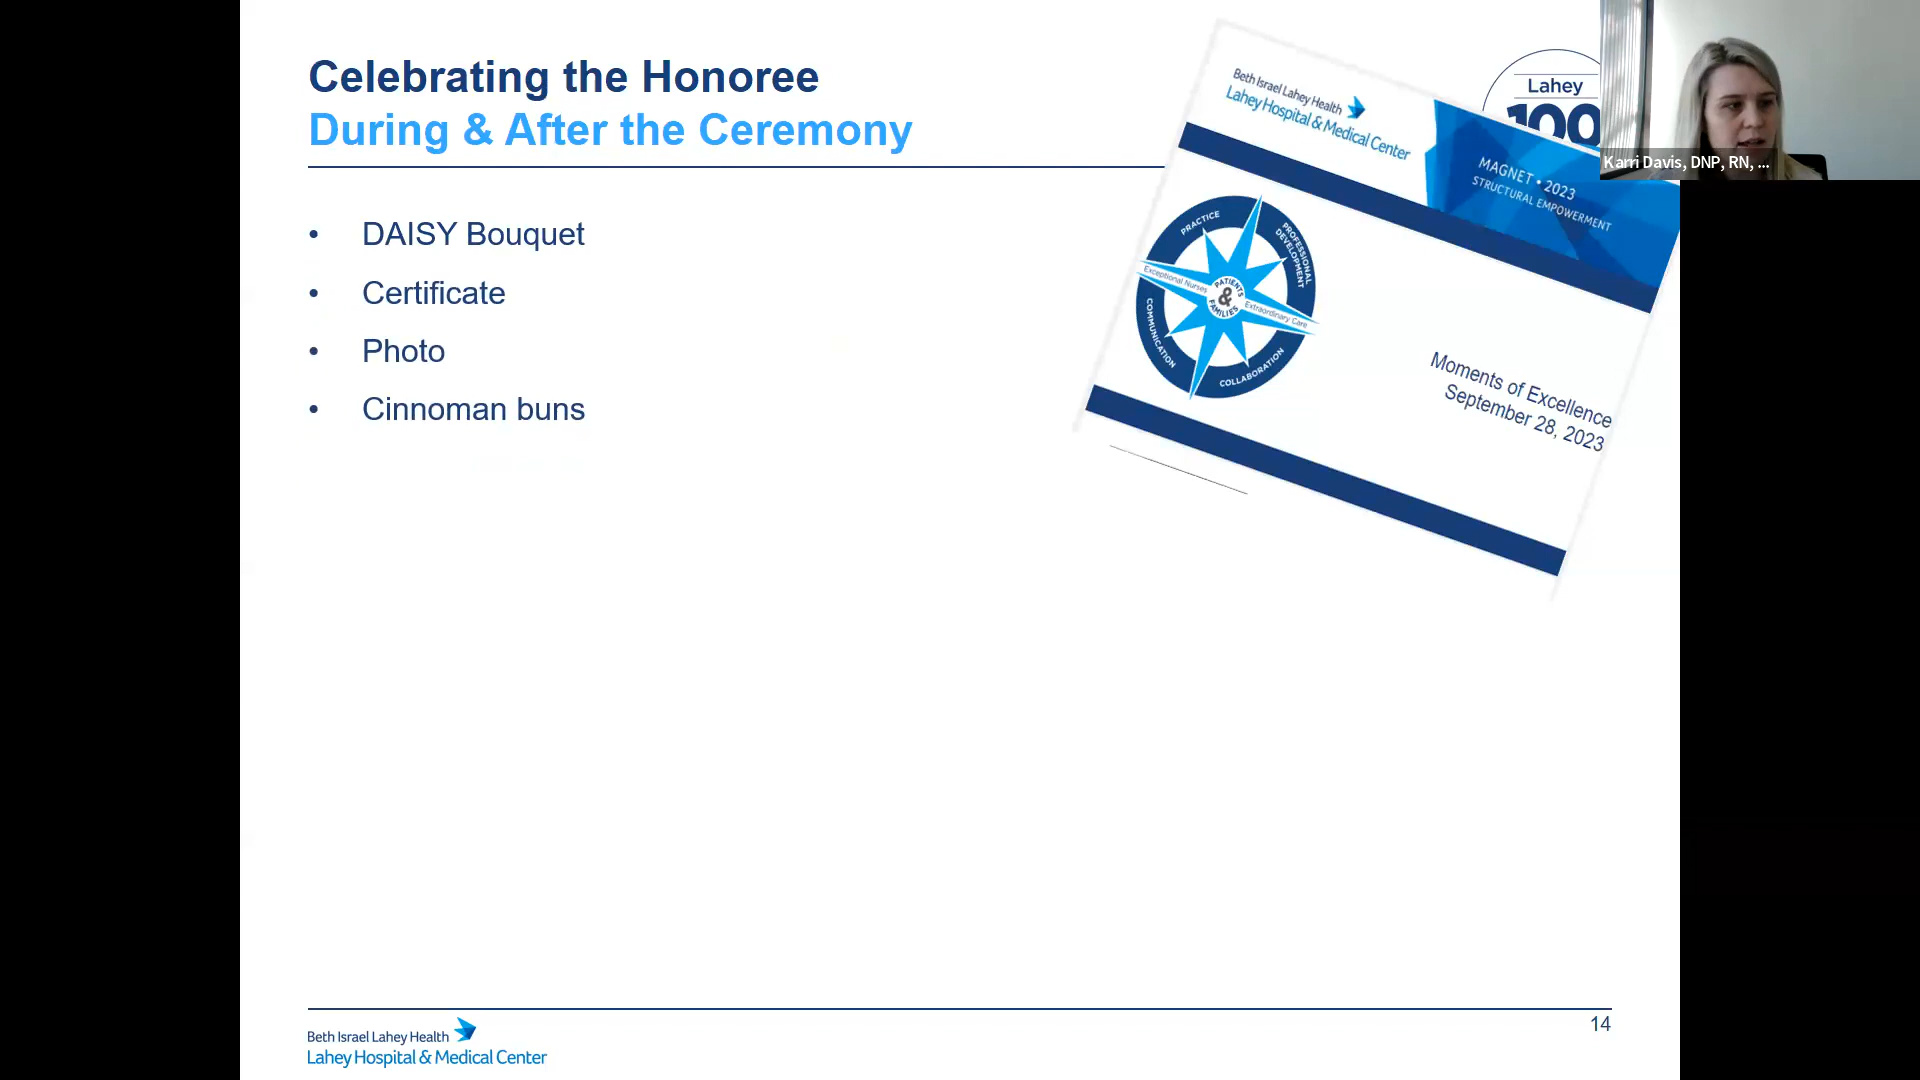 Celebrating the Honoree
During & After the Ceremony
• DAISY Bouquet
• Certificate
• Photo
• Cinnoman buns
Beth Israel Lahey Health
Lahey Hospital & Medical Center
MAGNET • 2023
STRUCTURAL EMPOWERMENT
PRACTICE
PROFESSIONAL
DEVELOPMENT
Exceptional Nurses
PATIENTS
&
FAMILIES
Extraordinary Care
COMMUNICATION
COLLABORATION
Moments of Excellence
September 28, 2023
Lahey
100
Karri Davis, DNP, RN, ...
Beth Israel Lahey Health
Lahey Hospital & Medical Center
14